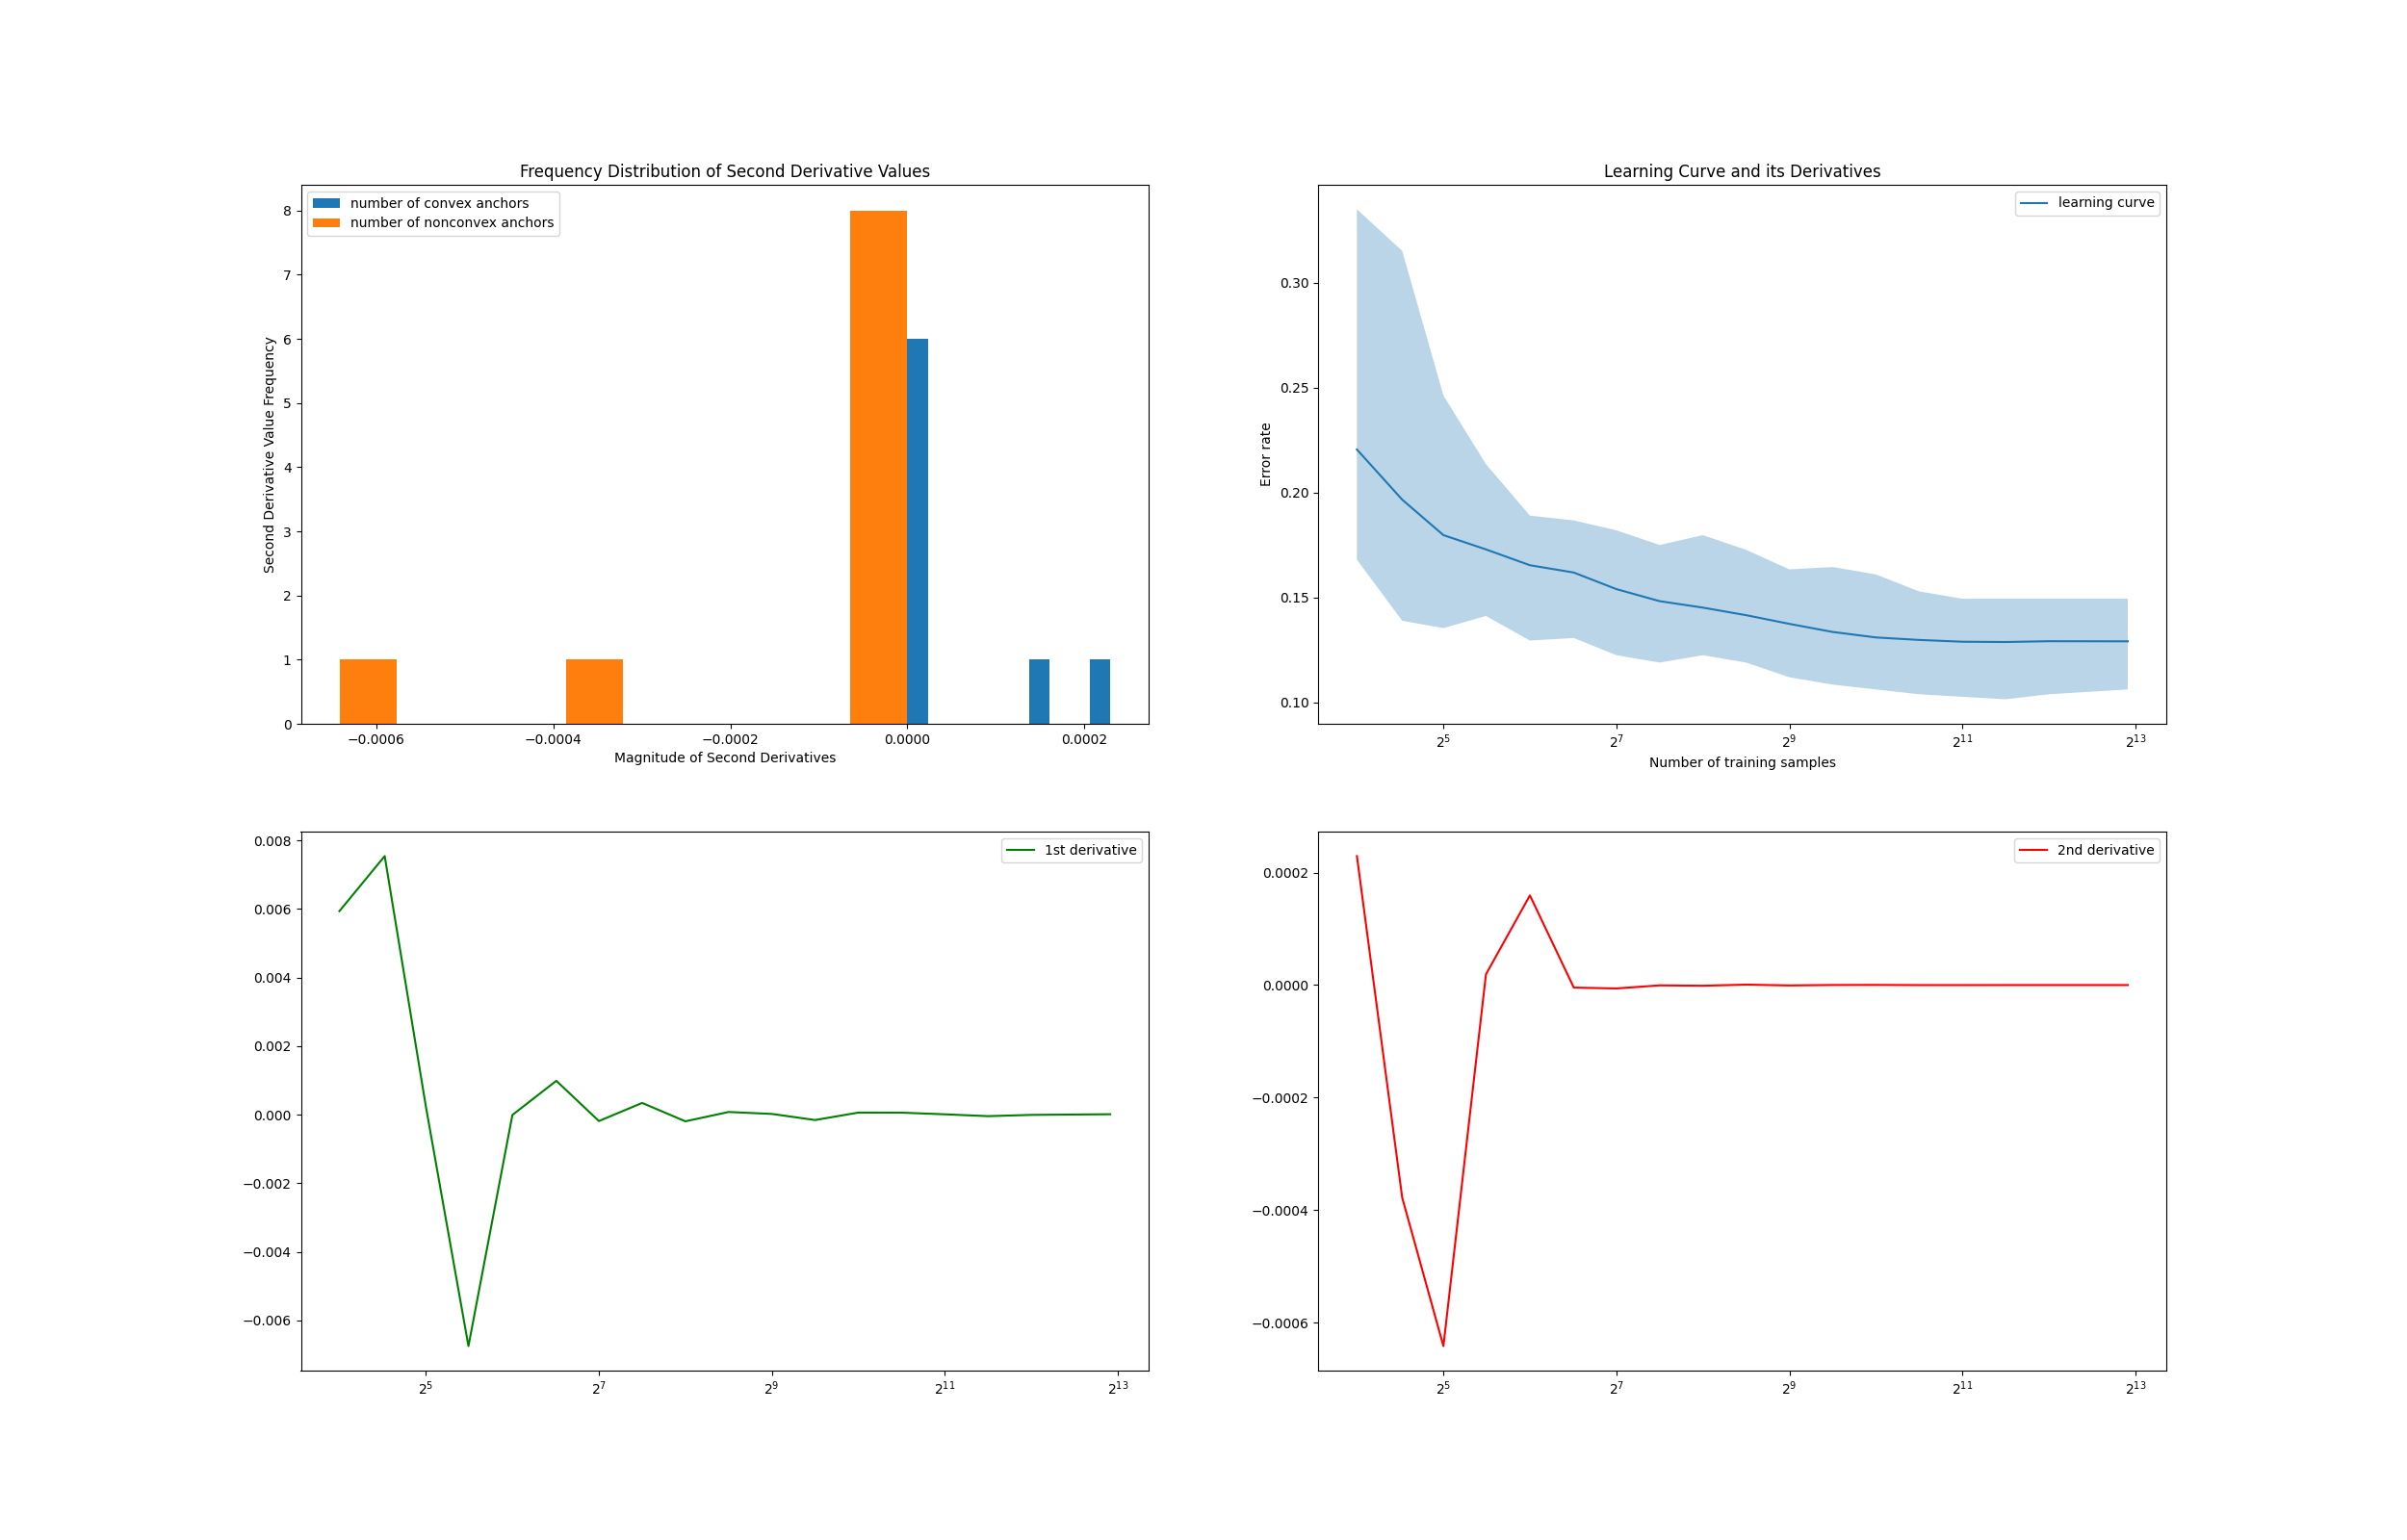 Frequency Distribution of Second Derivative Values
number of convex anchors
number of nonconvex anchors
8
7
6
5
4
3
2
1
0
Second Derivative Value Frequency
−0.0006 −0.0004 −0.0002 0.0000 0.0002
Magnitude of Second Derivatives
Learning Curve and its Derivatives
learning curve
0.30
0.25
0.20
0.15
0.10
Error rate
2^5 2^7 2^9 2^11 2^13
Number of training samples
1st derivative
0.008
0.006
0.004
0.002
0.000
−0.002
−0.004
−0.006
2^5 2^7 2^9 2^11 2^13
2nd derivative
0.0002
0.0000
−0.0002
−0.0004
−0.0006
2^5 2^7 2^9 2^11 2^13